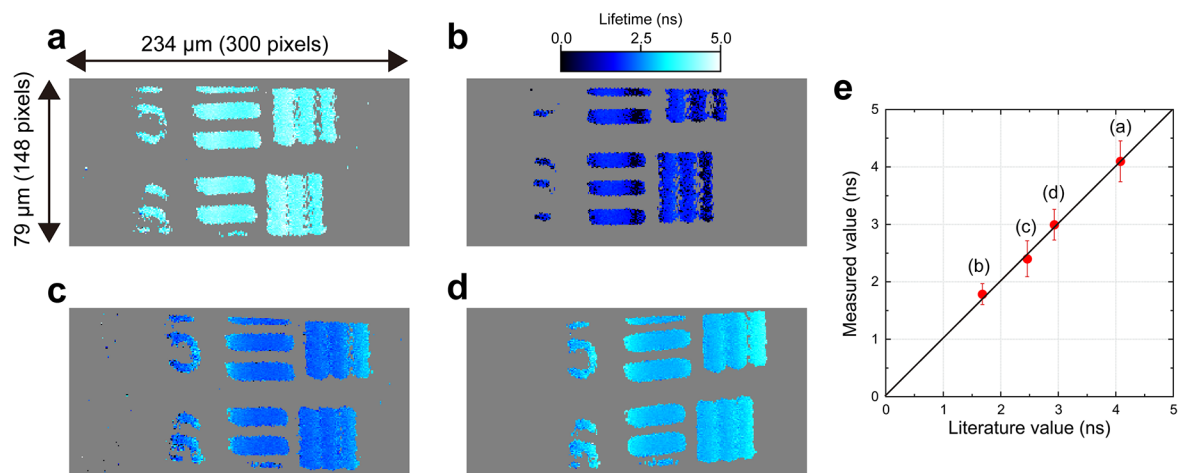 a
234 µm (300 pixels)
79 µm (148 pixels)
b
Lifetime (ns)
0.0 2.5 5.0
c
d
e
Measured value (ns)
5
4
3
2
1
0
(a)
(d)
(c)
(b)
0 1 2 3 4 5
Literature value (ns)